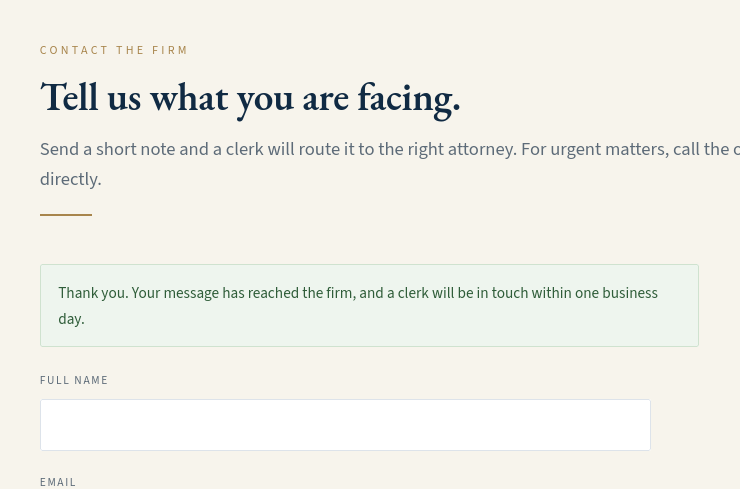 CONTACT THE FIRM
Tell us what you are facing.
Send a short note and a clerk will route it to the right attorney. For urgent matters, call the
directly.
Thank you. Your message has reached the firm, and a clerk will be in touch within one business
day.
FULL NAME
EMAIL